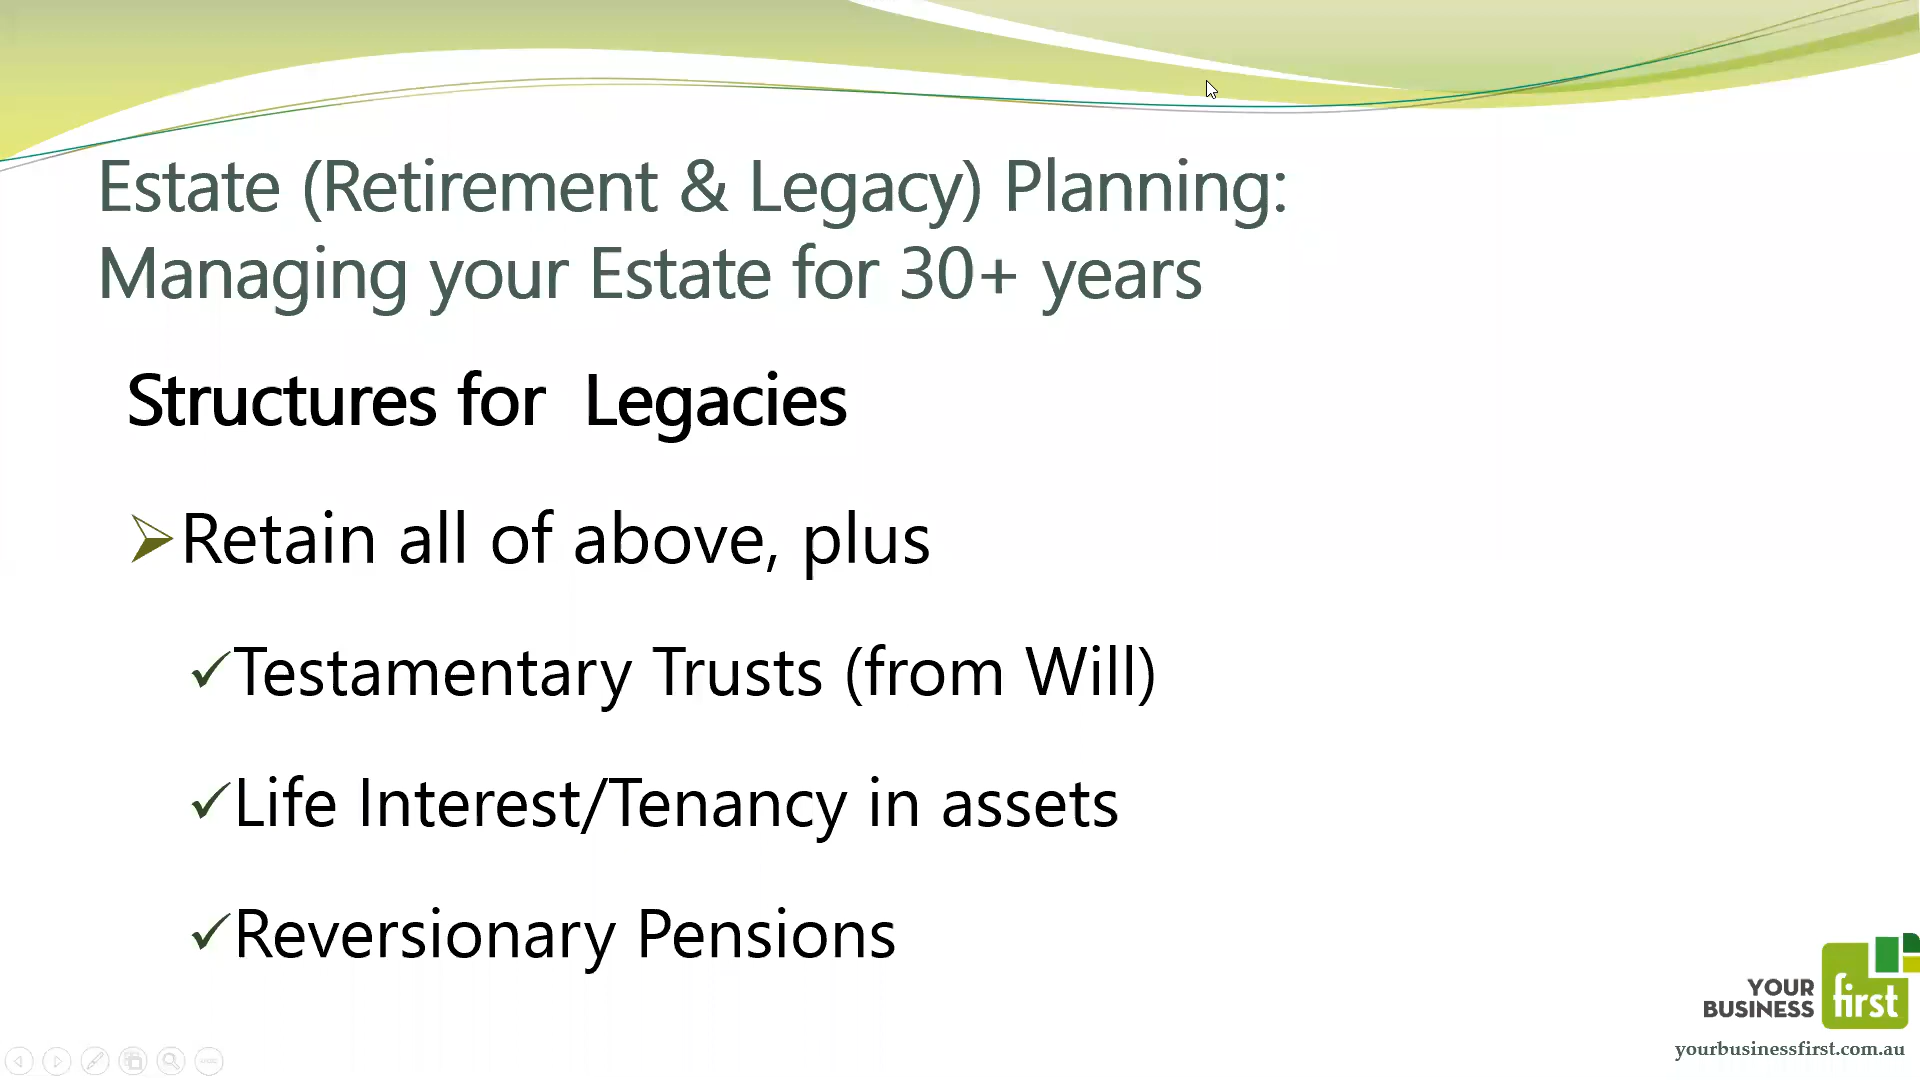 Estate (Retirement & Legacy) Planning:
Managing your Estate for 30+ years
Structures for  Legacies
Retain all of above, plus
Testamentary Trusts (from Will)
Life Interest/Tenancy in assets
Reversionary Pensions
YOUR
BUSINESS
first
yourbusinessfirst.com.au